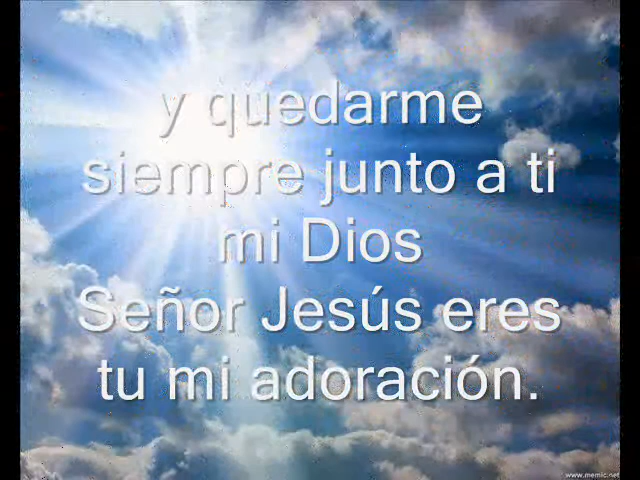 y quedarme
siempre junto a ti
mi Dios
Señor Jesús eres
tu mi adoración.
www.memic.net